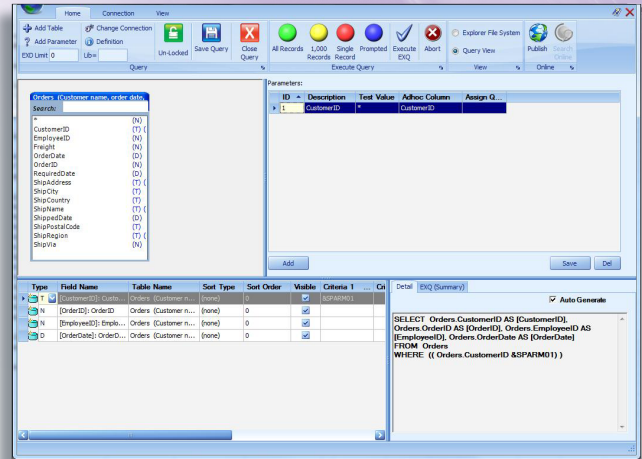 Home Connection View
Add Table Change Connection
Add Parameter Definition
EXQ Limit 0 Lib=
Un-Locked Save Query Close Query
All Records 1,000 Records Single Record Prompted Execute EXQ Abort
Explorer File System
Query View
Publish Search Online
Query Execute Query View Online
Parameters:
ID Description Test Value Adhoc Column Assign Q...
1 CustomerID * CustomerID
Orders (Customer name, order date,
Search:
* (N)
CustomerID (T) (
EmployeeID (N)
Freight (N)
OrderDate (D)
OrderID (N)
RequiredDate (D)
ShipAddress (T) (
ShipCity (T)
ShipCountry (T)
ShipName (T) (
ShippedDate (D)
ShipPostalCode (T)
ShipRegion (T) (
ShipVia (N)
Add Save Del
Type Field Name Table Name Sort Type Sort Order Visible Criteria 1 ... Cri
T [CustomerID]: Custo... Orders (Customer n... (none) 0 &SPARM01
N [OrderID]: OrderID Orders (Customer n... (none) 0
N [EmployeeID]: Emplo... Orders (Customer n... (none) 0
D [OrderDate]: OrderD... Orders (Customer n... (none) 0
Detail EXQ (Summary)
Auto Generate
SELECT Orders.CustomerID AS [CustomerID],
Orders.OrderID AS [OrderID], Orders.EmployeeID AS
[EmployeeID], Orders.OrderDate AS [OrderDate]
FROM Orders
WHERE (( Orders.CustomerID &SPARM01) )